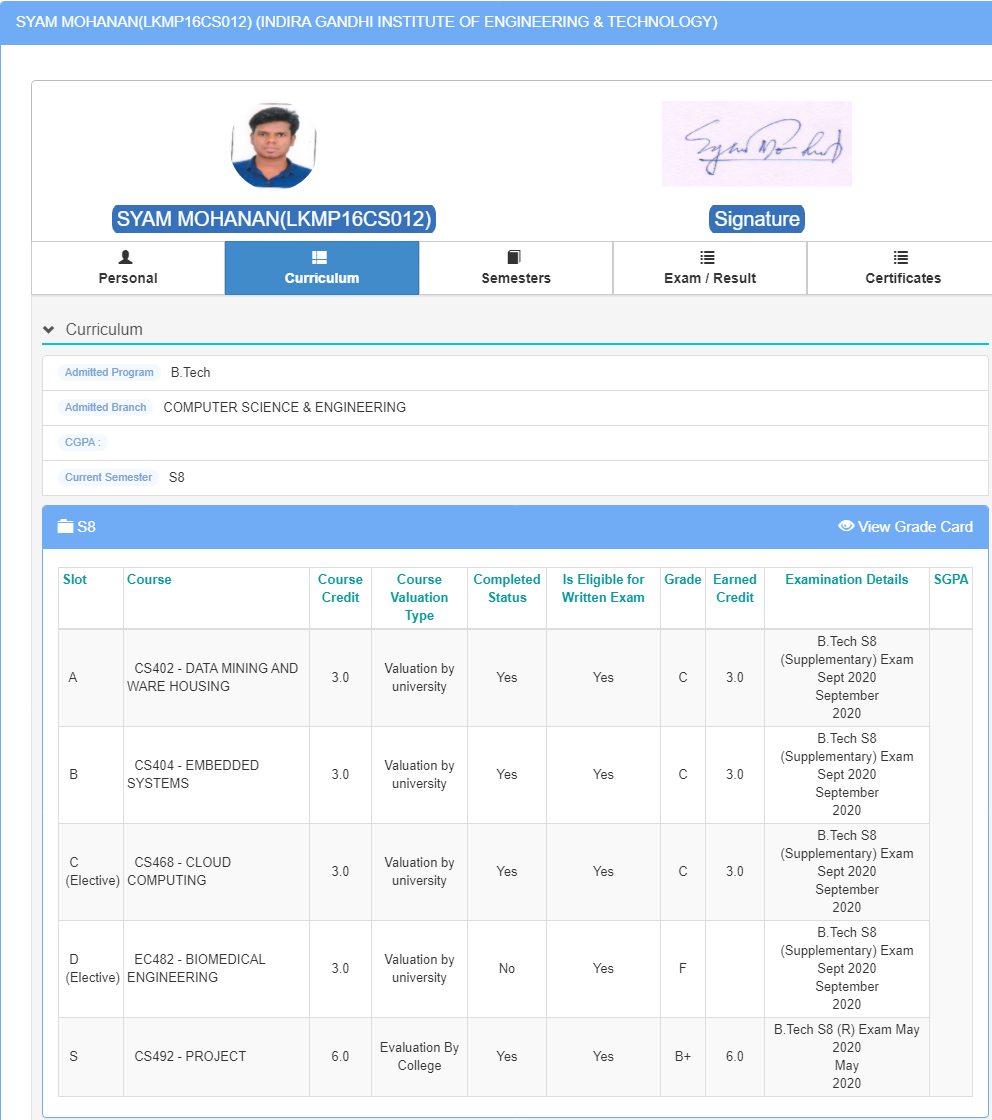 SYAM MOHANAN(LKMP16CS012) (INDIRA GANDHI INSTITUTE OF ENGINEERING & TECHNOLOGY)
Syam Mohan
SYAM MOHANAN(LKMP16CS012) Signature
Personal Curriculum Semesters Exam / Result Certificates
Curriculum
Admitted Program B.Tech
Admitted Branch COMPUTER SCIENCE & ENGINEERING
CGPA :
Current Semester S8
S8 View Grade Card
Slot Course Course Credit Course Valuation Type Completed Status Is Eligible for Written Exam Grade Earned Credit Examination Details SGPA
A CS402 - DATA MINING AND WARE HOUSING 3.0 Valuation by university Yes Yes C 3.0 B.Tech S8 (Supplementary) Exam Sept 2020 September 2020
B CS404 - EMBEDDED SYSTEMS 3.0 Valuation by university Yes Yes C 3.0 B.Tech S8 (Supplementary) Exam Sept 2020 September 2020
C (Elective) CS468 - CLOUD COMPUTING 3.0 Valuation by university Yes Yes C 3.0 B.Tech S8 (Supplementary) Exam Sept 2020 September 2020
D (Elective) EC482 - BIOMEDICAL ENGINEERING 3.0 Valuation by university No Yes F B.Tech S8 (Supplementary) Exam Sept 2020 September 2020
S CS492 - PROJECT 6.0 Evaluation By College Yes Yes B+ 6.0 B.Tech S8 (R) Exam May 2020 May 2020